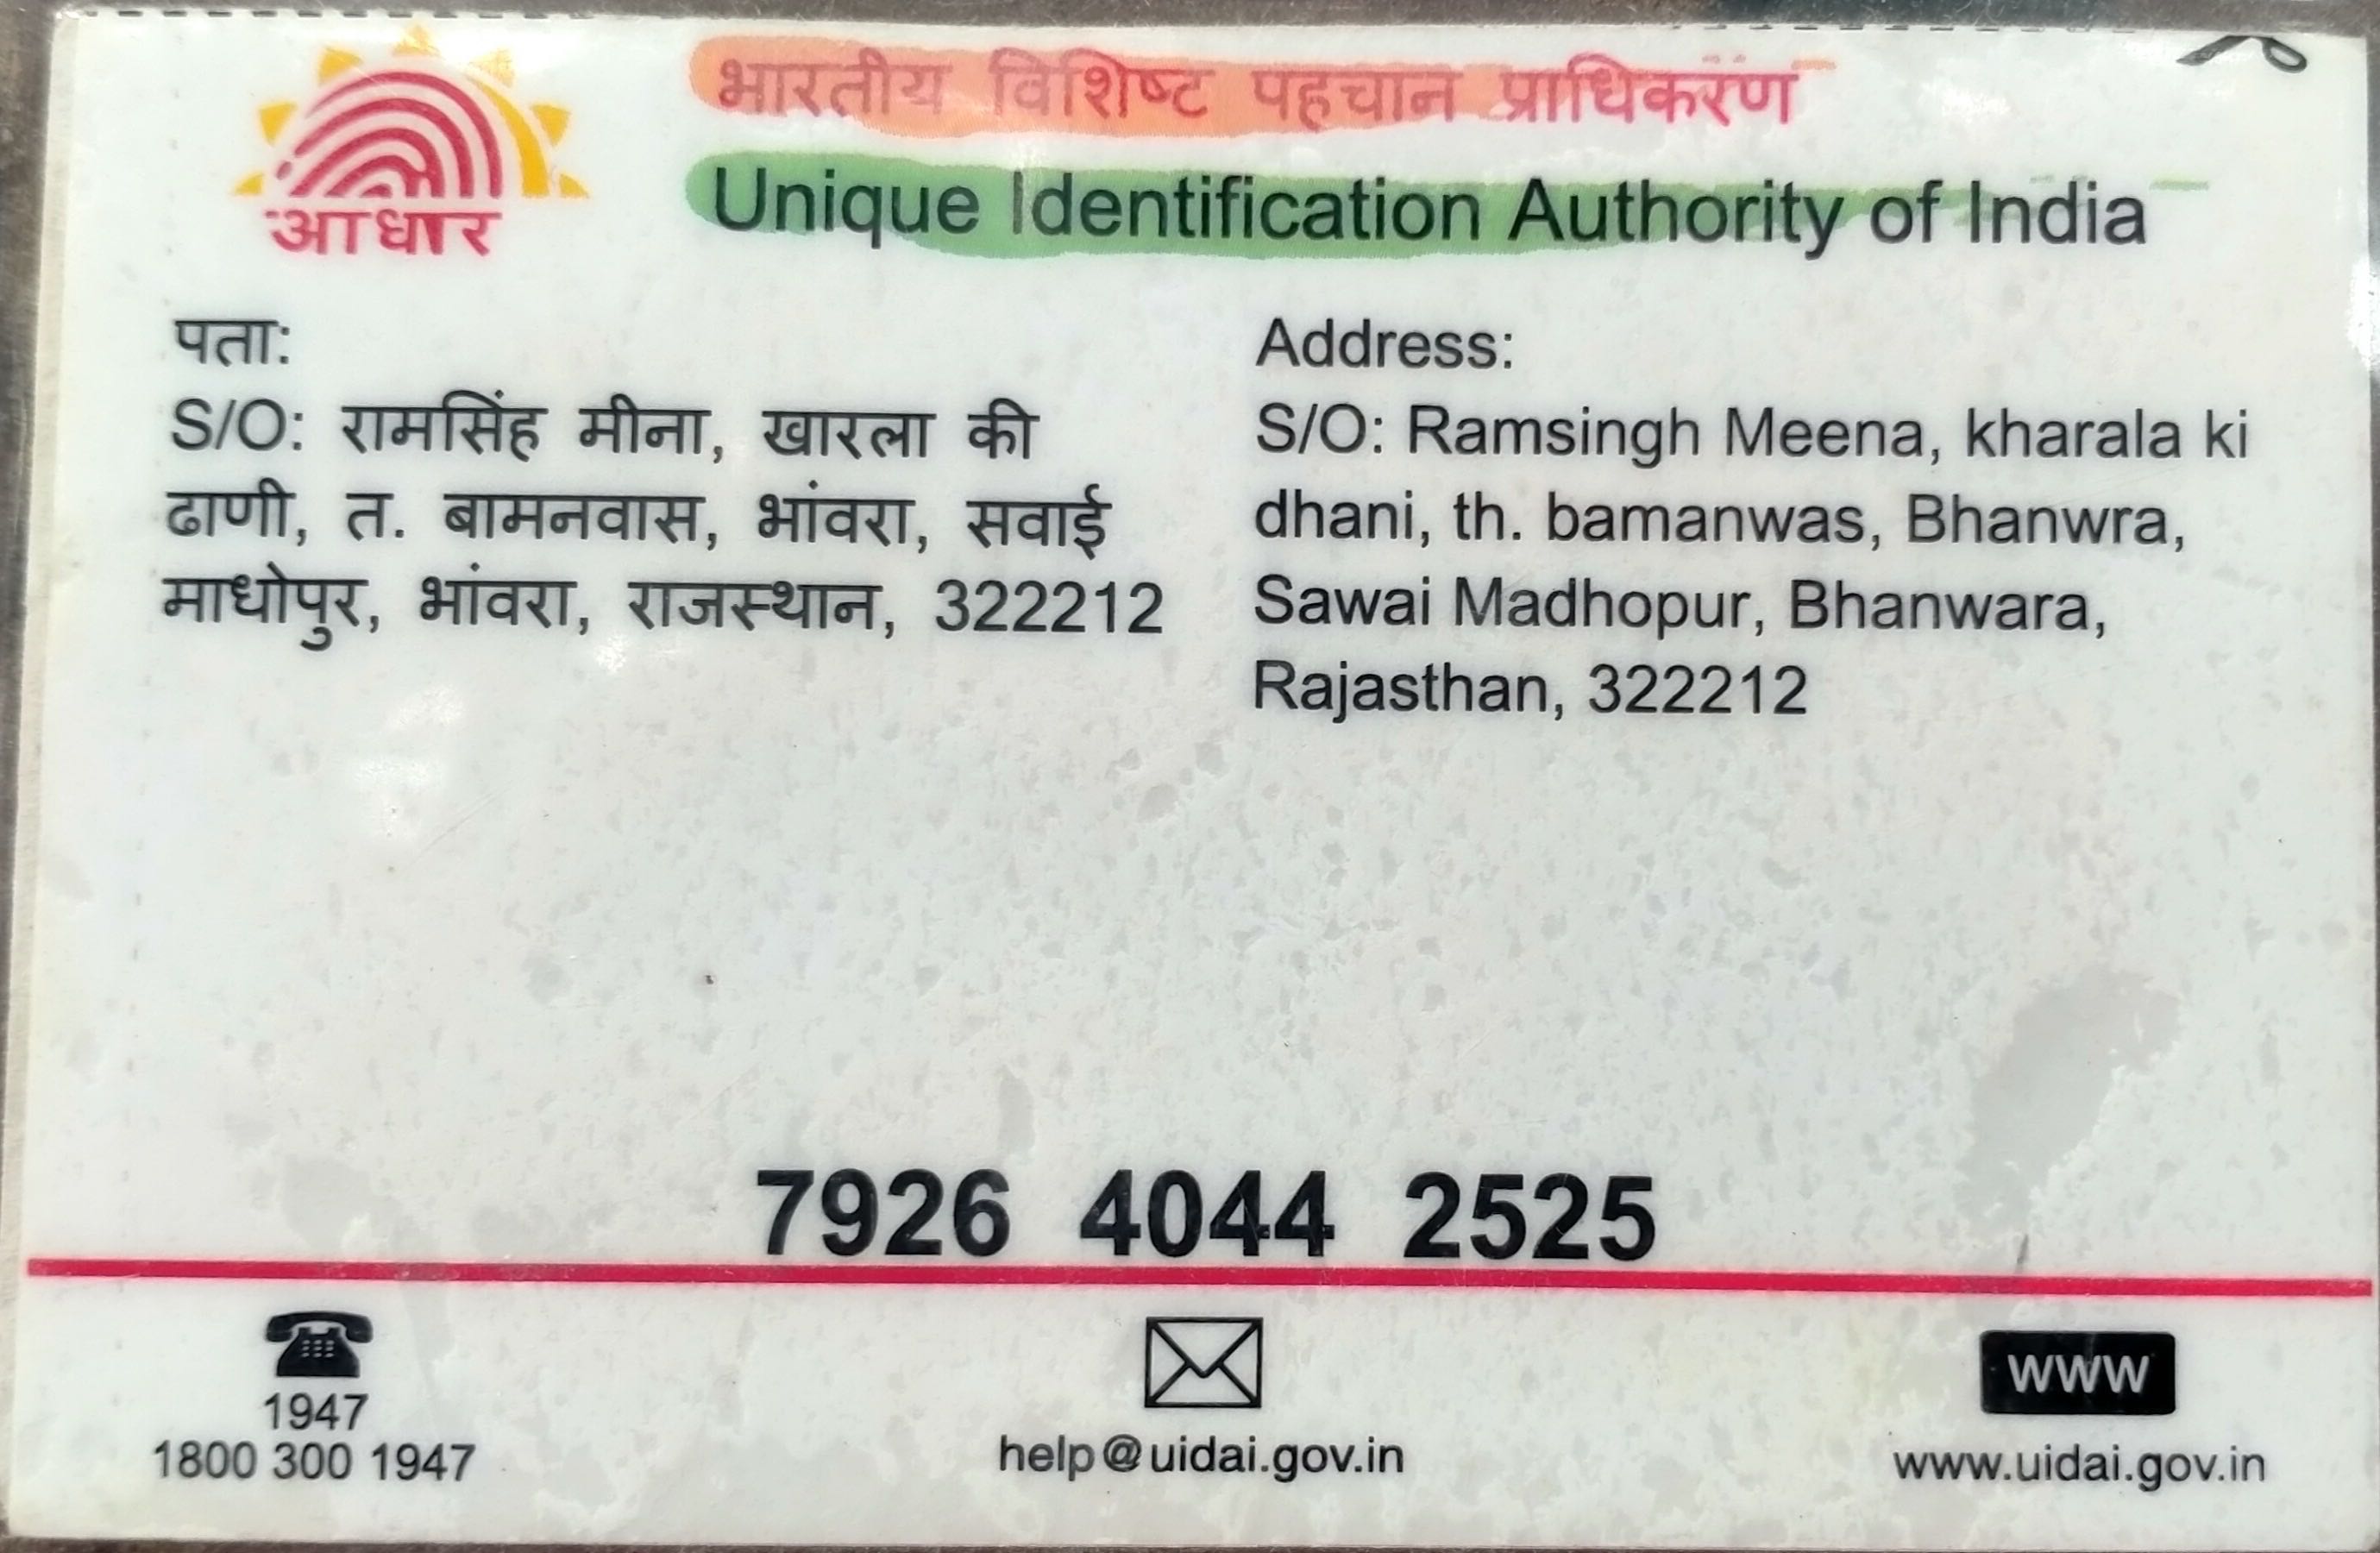 आधार
भारतीय विशिष्ट पहचान प्राधिकरण
Unique Identification Authority of India
पता:
S/O: रामसिंह मीना, खारला की
ढाणी, त. बामनवास, भांवरा, सवाई
माधोपुर, भांवरा, राजस्थान, 322212
Address:
S/O: Ramsingh Meena, kharala ki
dhani, th. bamanwas, Bhanwra,
Sawai Madhopur, Bhanwara,
Rajasthan, 322212
7926 4044 2525
1947
1800 300 1947
help@uidai.gov.in
www
www.uidai.gov.in